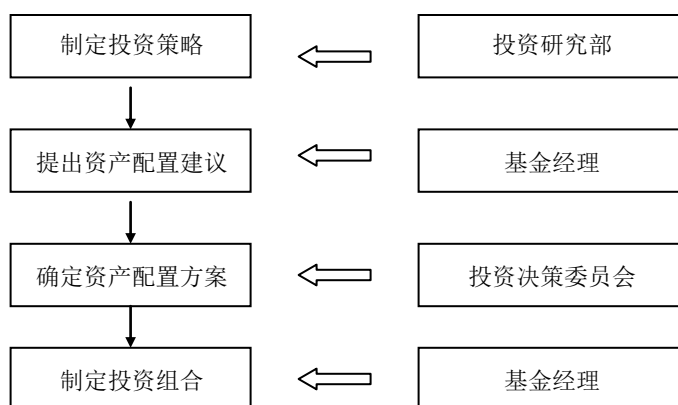 制定投资策略
投资研究部
提出资产配置建议
基金经理
确定资产配置方案
投资决策委员会
制定投资组合
基金经理